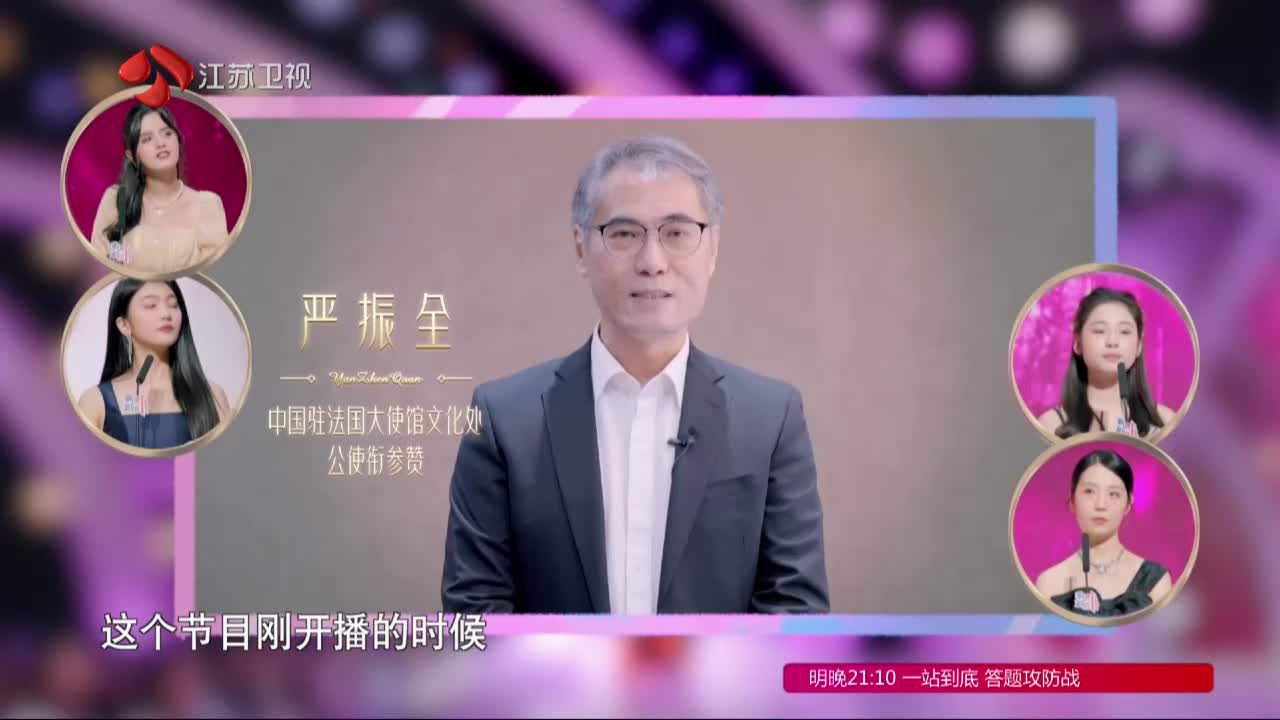 江苏卫视
严振全
YanZhenQuan
中国驻法国大使馆文化处
公使衔参赞
这个节目刚开播的时候
明晚21:10 一站到底 答题攻防战